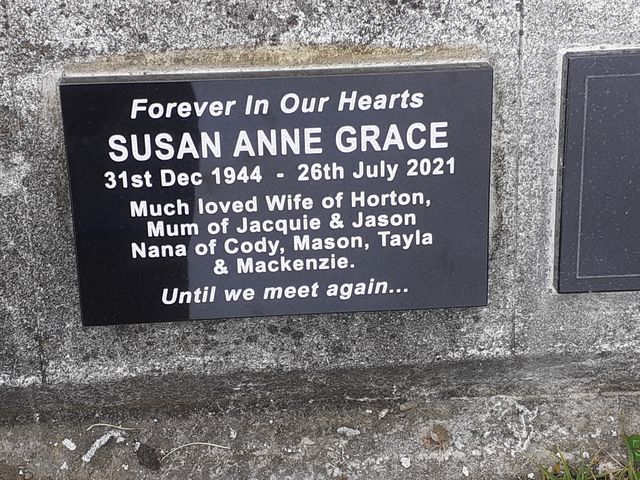 Forever In Our Hearts
SUSAN ANNE GRACE
31st Dec 1944 - 26th July 2021
Much loved Wife of Horton,
Mum of Jacquie & Jason
Nana of Cody, Mason, Tayla
& Mackenzie.
Until we meet again...